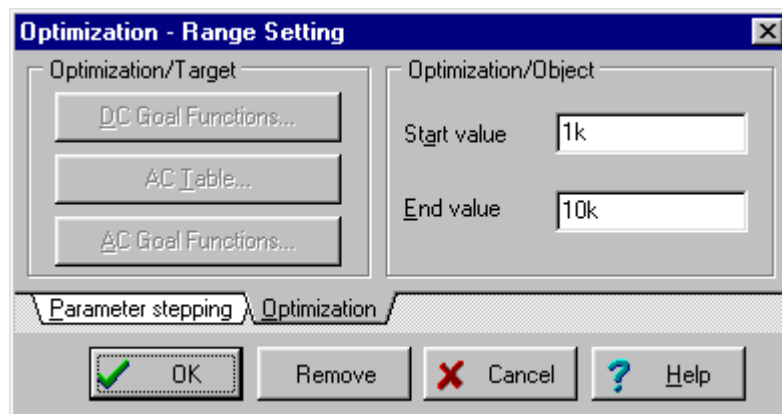 Optimization - Range Setting
Optimization/Target
DC Goal Functions...
AC Table...
AC Goal Functions...
Optimization/Object
Start value
1k
End value
10k
Parameter stepping
Optimization
OK
Remove
Cancel
Help